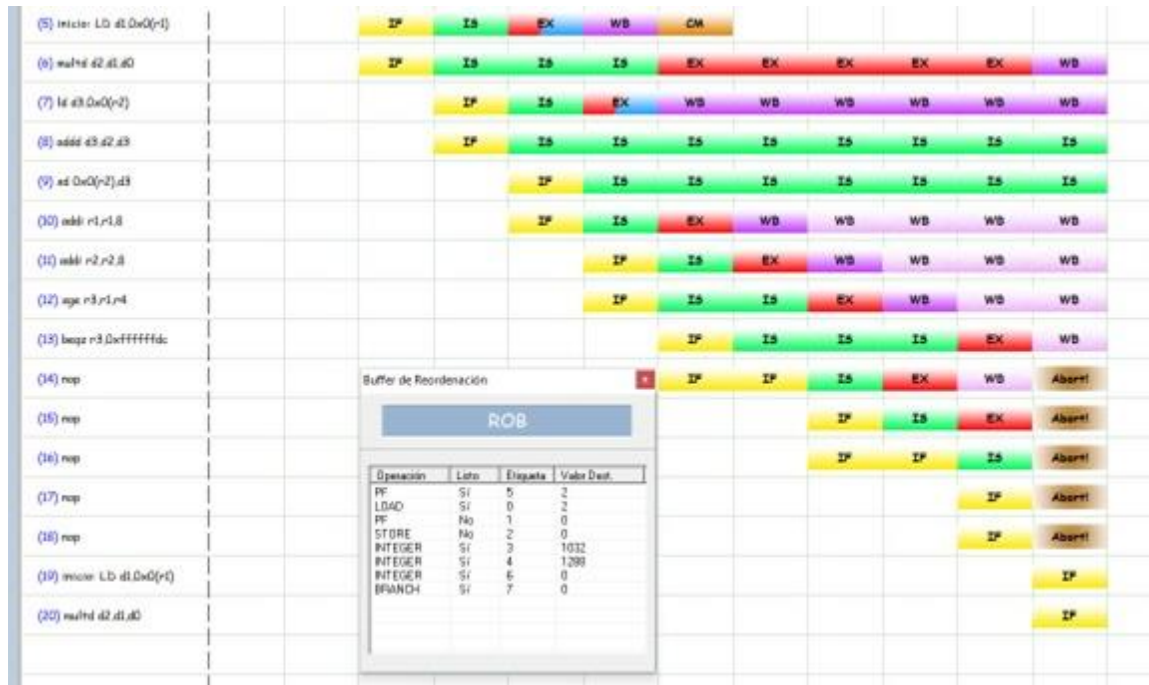 (5) inicio: LD d1,0x0(r1) IF IS EX WB CM
(6) multd d2,d1,d0 IF IS IS IS EX EX EX EX EX WB
(7) ld d3,0x0(r2) IF IS EX WB WB WB WB WB WB
(8) addd d3,d2,d3 IF IS IS IS IS IS IS IS IS
(9) sd 0x0(r2),d3 IF IS IS IS IS IS IS IS
(10) addi r1,r1,8 IF IS EX WB WB WB WB WB
(11) addi r2,r2,8 IF IS EX WB WB WB WB
(12) sge r3,r1,r4 IF IS IS EX WB WB WB
(13) beqz r3,0xffffffdc IF IS IS IS EX WB
(14) nop IF IF IS EX WB Abort!
(15) nop IF IS EX Abort!
(16) nop IF IF IS Abort!
(17) nop IF Abort!
(18) nop IF Abort!
(19) inicio: LD d1,0x0(r1) IF
(20) multd d2,d1,d0 IF
Buffer de Reordenación
ROB
Operación Listo Etiqueta Valor Dest.
PF Sí 5 2
LOAD Sí 0 2
PF No 1 0
STORE No 2 0
INTEGER Sí 3 1032
INTEGER Sí 4 1288
INTEGER Sí 6 0
BRANCH Sí 7 0